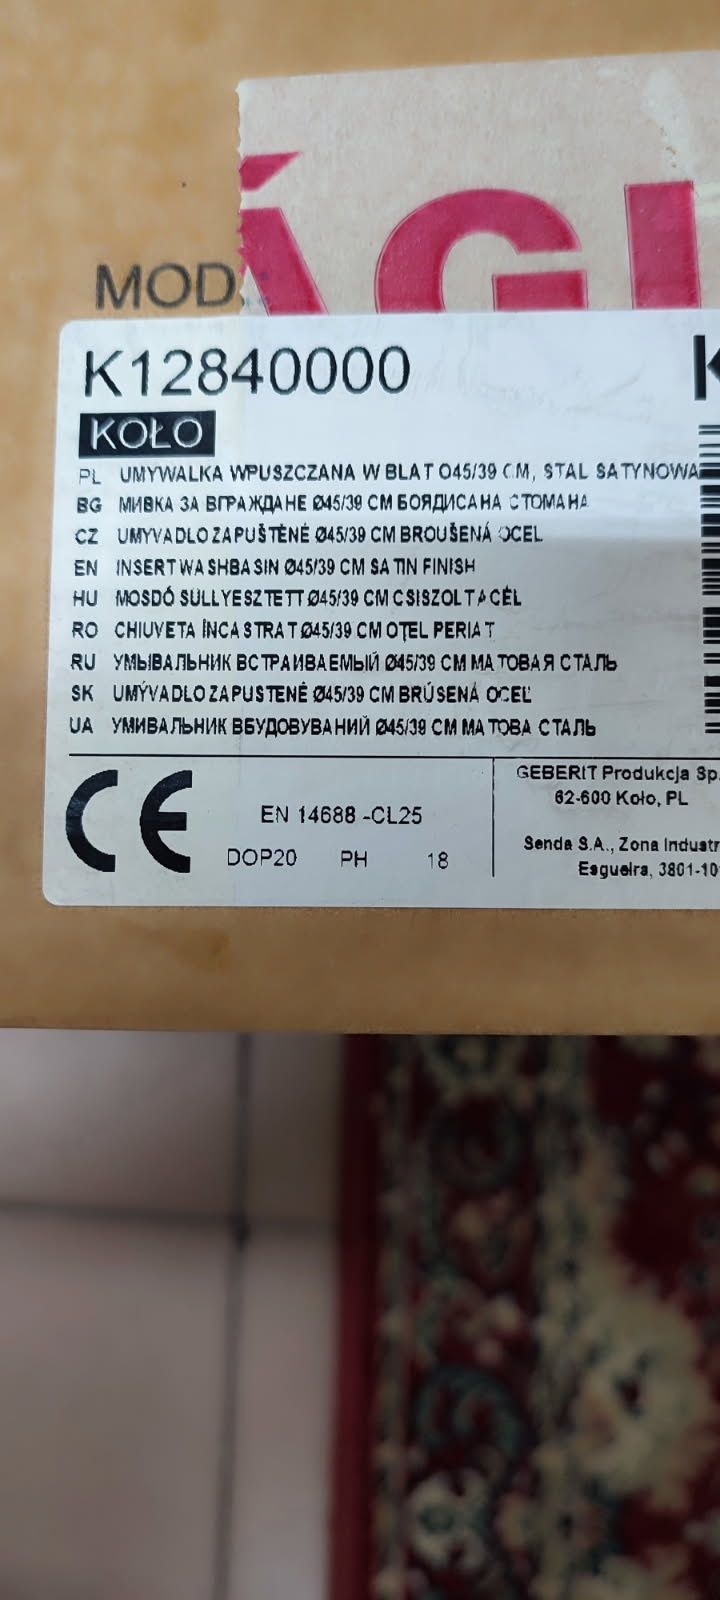 ÁGI
MOD.
K12840000
K
KOŁO
PL UMYWALKA WPUSZCZANA W BLAT O45/39 CM, STAL SATYNOWA
BG МИВКА ЗА ВГРАЖДАНЕ Ø45/39 СМ БОЯДИСАНА СТОМАНА
CZ UMYVADLO ZAPUŠTĚNÉ Ø45/39 CM BROUŠENÁ OCEL
EN INSERT WASHBASIN Ø45/39 CM SATIN FINISH
HU MOSDÓ SÜLLYESZTETT Ø45/39 CM CSISZOLT ACÉL
RO CHIUVETA ÎNCASTRAT Ø45/39 CM OȚEL PERIAT
RU УМЫВАЛЬНИК ВСТРАИВАЕМЫЙ Ø45/39 СМ МАТОВАЯ СТАЛЬ
SK UMÝVADLO ZAPUSTENÉ Ø45/39 CM BRÚSENÁ OCEĽ
UA УМИВАЛЬНИК ВБУДОВУВАНИЙ Ø45/39 СМ МАТОВА СТАЛЬ
CE
EN 14688 -CL25
DOP20 PH 18
GEBERIT Produkcja Sp.
62-600 Koło, PL
Senda S.A., Zona Industr
Esgueira, 3801-10